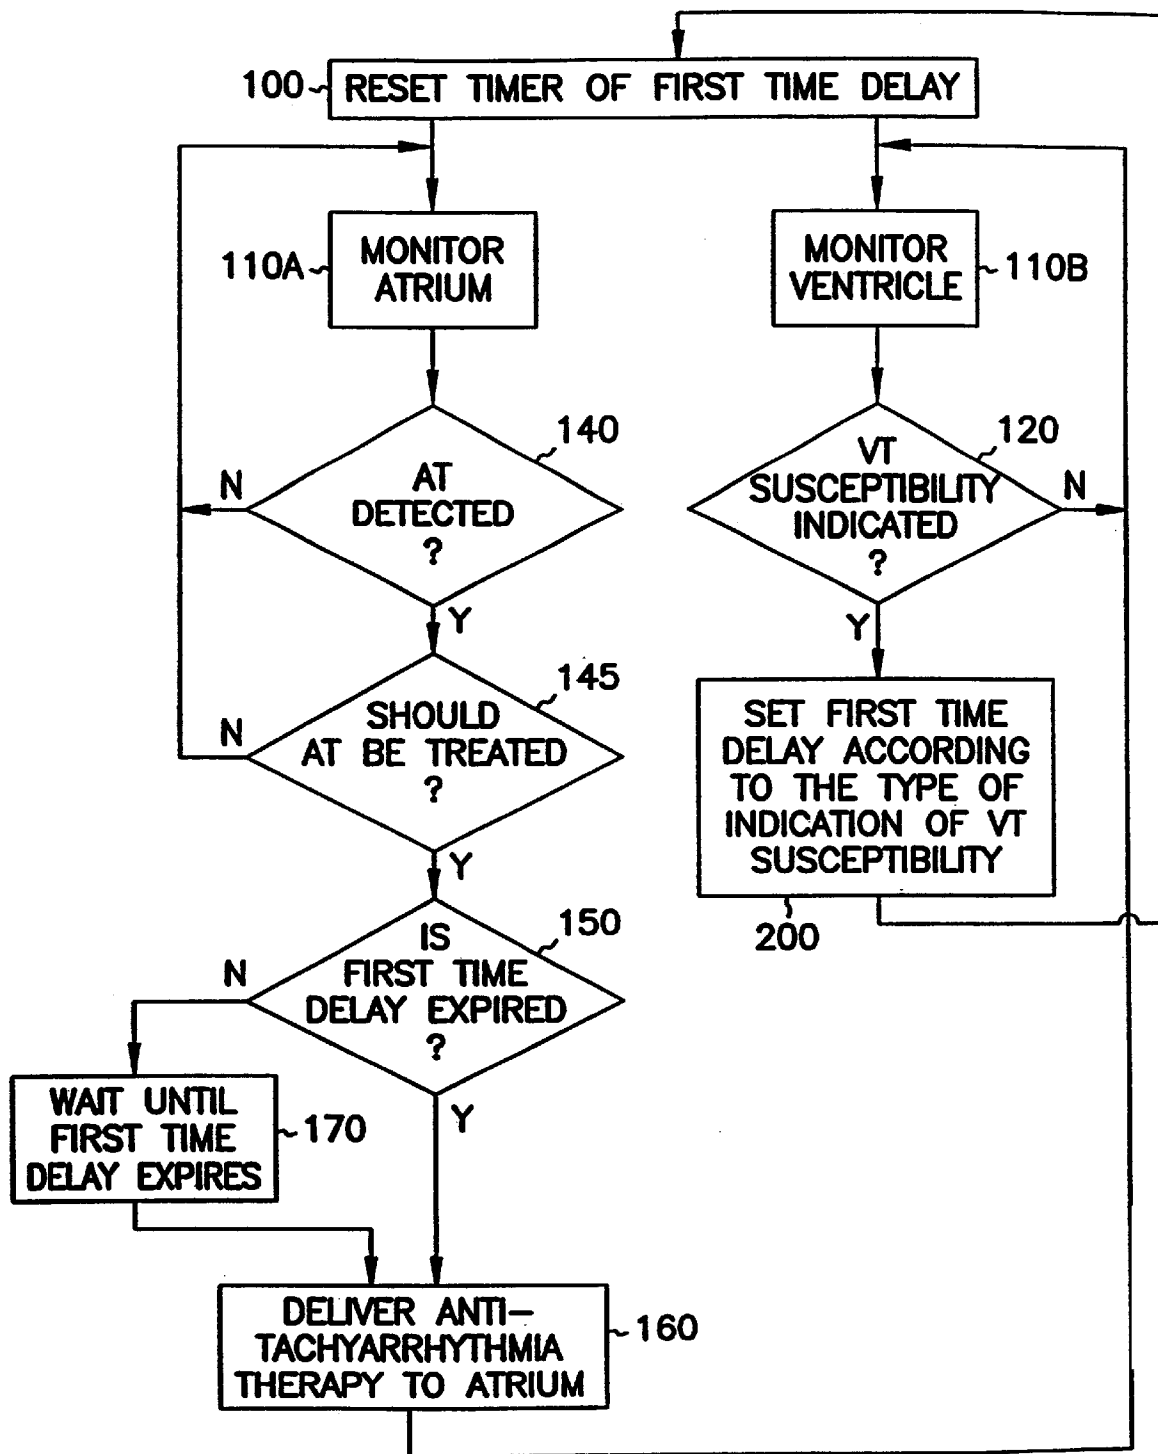 100
RESET TIMER OF FIRST TIME DELAY
110A
MONITOR
ATRIUM
MONITOR
VENTRICLE
110B
140
AT
DETECTED
?
N
Y
120
VT
SUSCEPTIBILITY
INDICATED
?
N
Y
145
SHOULD
AT BE TREATED
?
N
Y
SET FIRST TIME
DELAY ACCORDING
TO THE TYPE OF
INDICATION OF VT
SUSCEPTIBILITY
200
150
IS
FIRST TIME
DELAY EXPIRED
?
N
Y
WAIT UNTIL
FIRST TIME
DELAY EXPIRES
170
DELIVER ANTI-
TACHYARRHYTHMIA
THERAPY TO ATRIUM
160